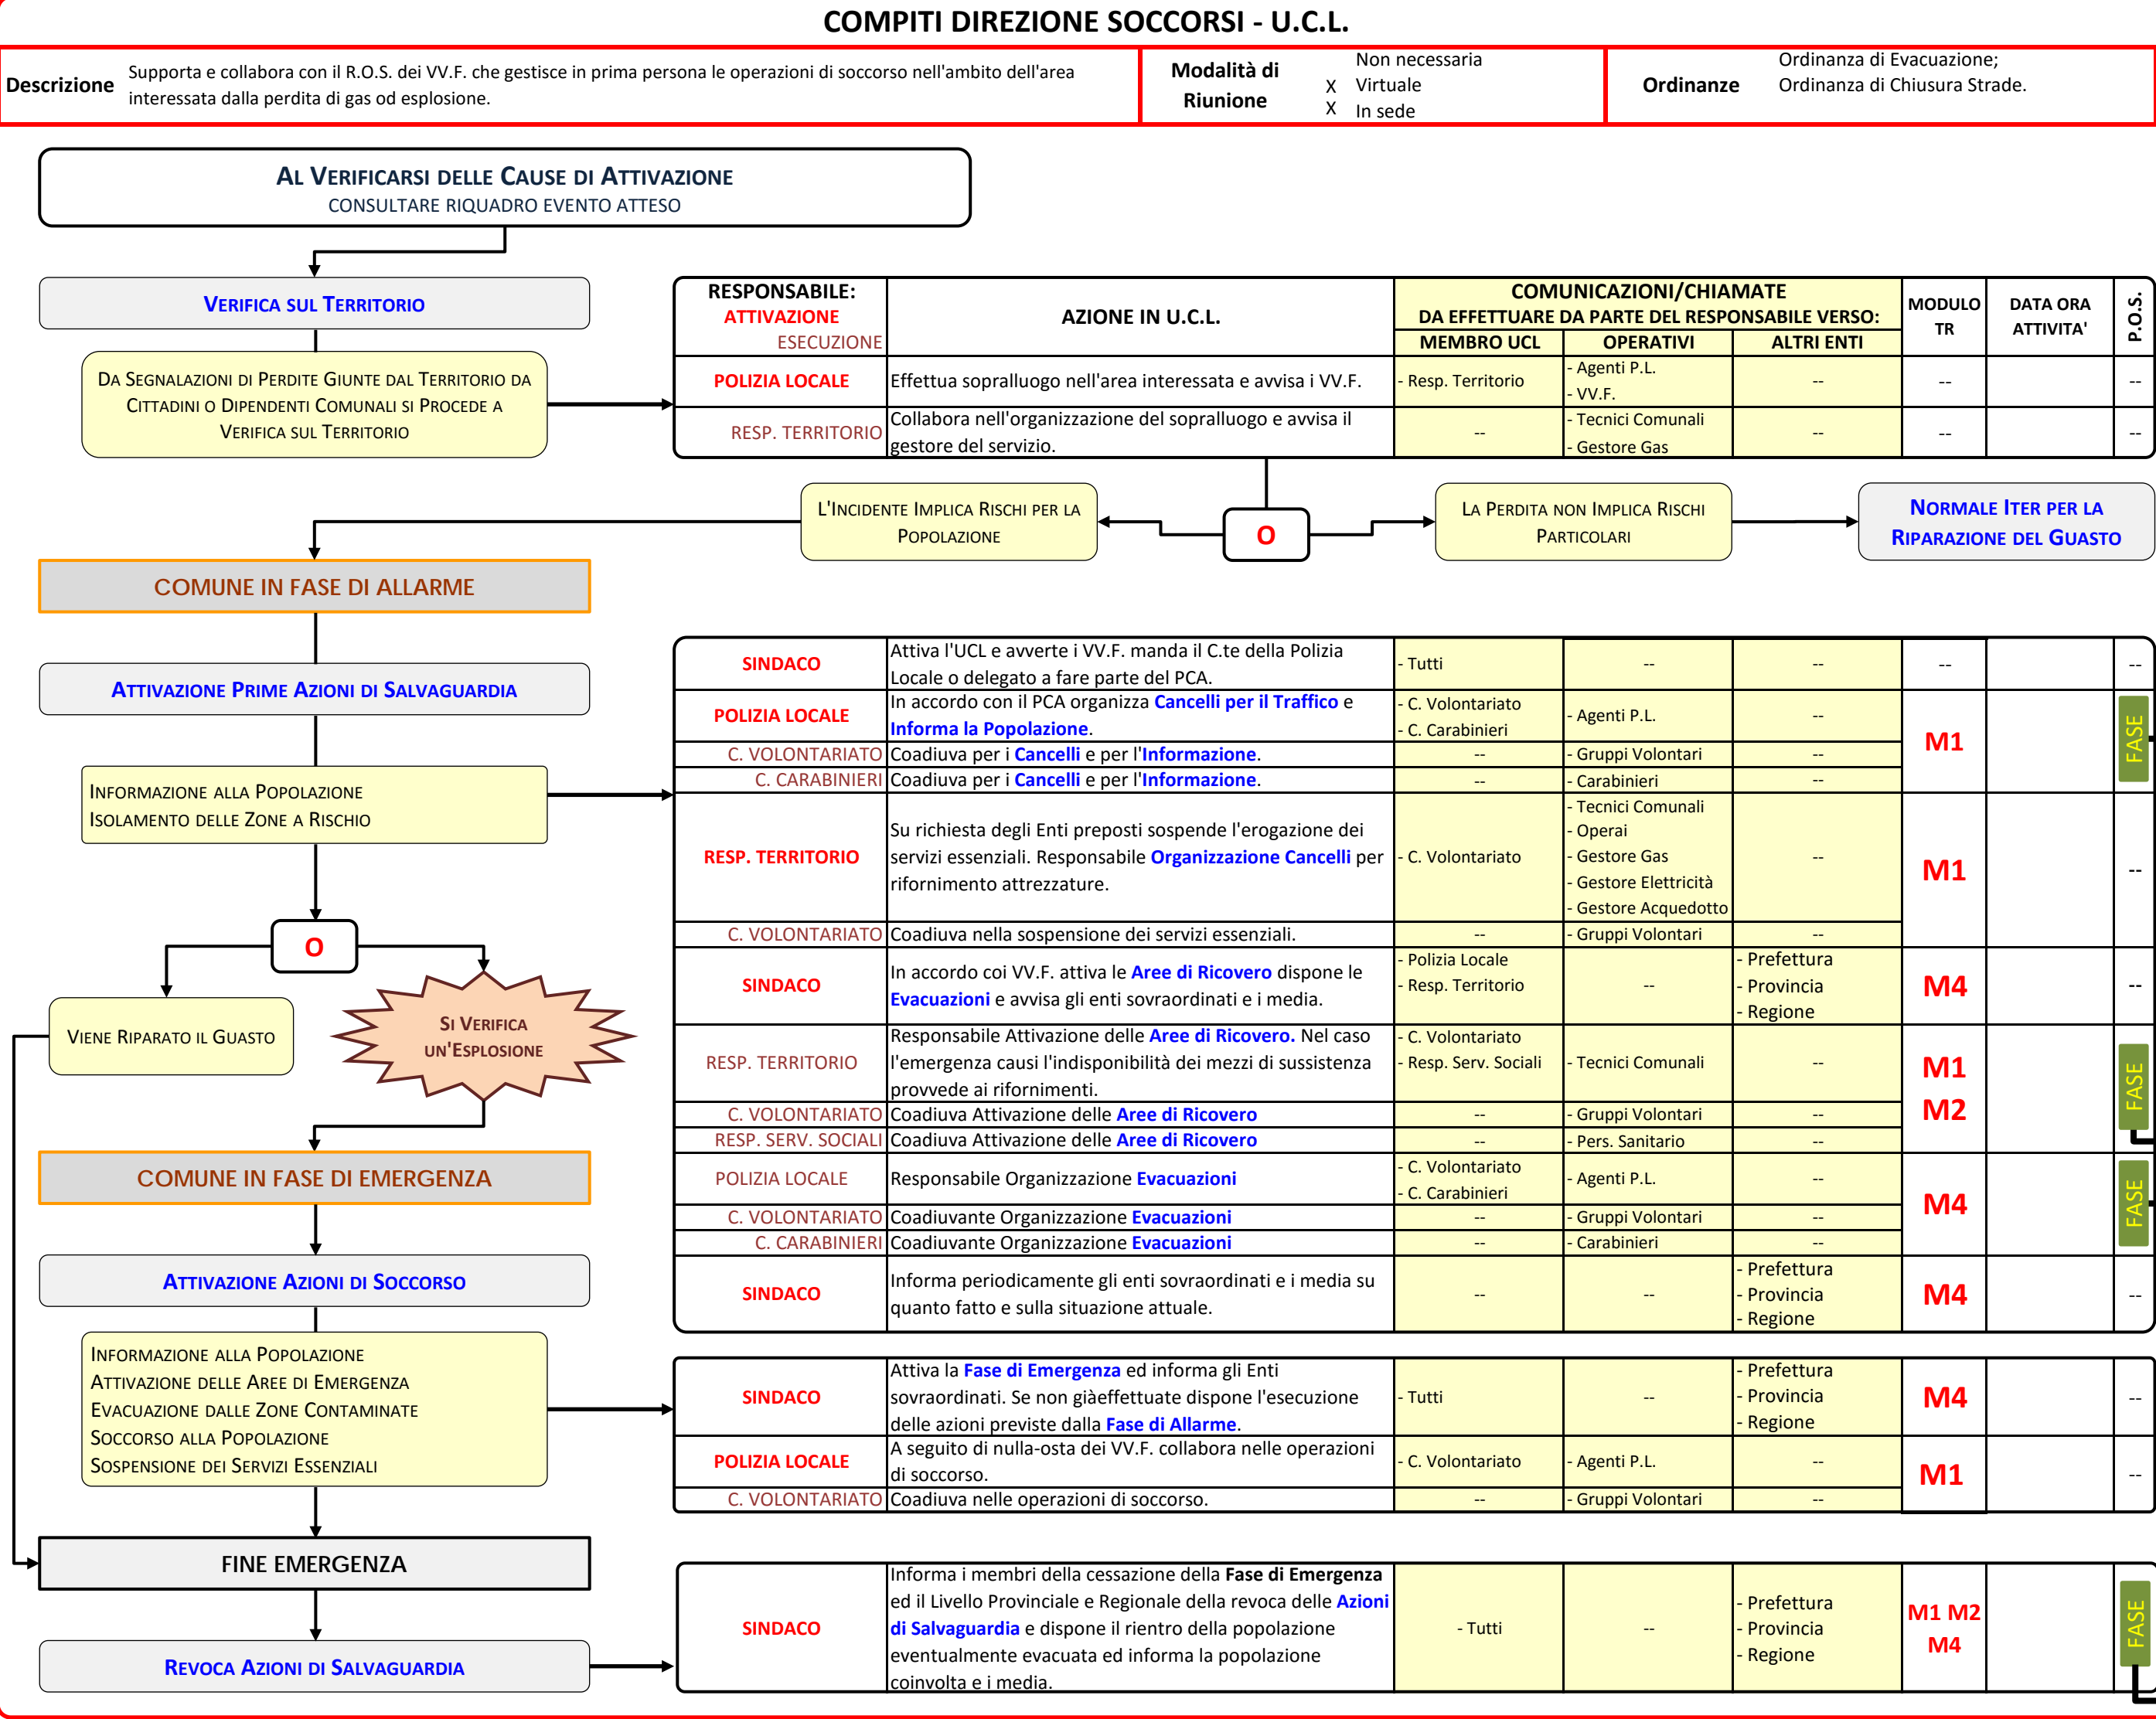 COMPITI DIREZIONE SOCCORSI - U.C.L.
Descrizione
Supporta e collabora con il R.O.S. dei VV.F. che gestisce in prima persona le operazioni di soccorso nell'ambito dell'area
interessata dalla perdita di gas od esplosione.
Modalità di
Riunione
Non necessaria
X Virtuale
X In sede
Ordinanze
Ordinanza di Evacuazione;
Ordinanza di Chiusura Strade.
AL VERIFICARSI DELLE CAUSE DI ATTIVAZIONE
CONSULTARE RIQUADRO EVENTO ATTESO
VERIFICA SUL TERRITORIO
DA SEGNALAZIONI DI PERDITE GIUNTE DAL TERRITORIO DA
CITTADINI O DIPENDENTI COMUNALI SI PROCEDE A
VERIFICA SUL TERRITORIO
RESPONSABILE:
ATTIVAZIONE
ESECUZIONE
AZIONE IN U.C.L.
COMUNICAZIONI/CHIAMATE
DA EFFETTUARE DA PARTE DEL RESPONSABILE VERSO:
MEMBRO UCL
OPERATIVI
ALTRI ENTI
MODULO
TR
DATA ORA
ATTIVITA'
P.O.S.
POLIZIA LOCALE
Effettua sopralluogo nell'area interessata e avvisa i VV.F.
- Resp. Territorio
- Agenti P.L.
- VV.F.
--
--
--
RESP. TERRITORIO
Collabora nell'organizzazione del sopralluogo e avvisa il
gestore del servizio.
--
- Tecnici Comunali
- Gestore Gas
--
--
--
L'INCIDENTE IMPLICA RISCHI PER LA
POPOLAZIONE
O
LA PERDITA NON IMPLICA RISCHI
PARTICOLARI
NORMALE ITER PER LA
RIPARAZIONE DEL GUASTO
COMUNE IN FASE DI ALLARME
ATTIVAZIONE PRIME AZIONI DI SALVAGUARDIA
INFORMAZIONE ALLA POPOLAZIONE
ISOLAMENTO DELLE ZONE A RISCHIO
O
VIENE RIPARATO IL GUASTO
SI VERIFICA
UN'ESPLOSIONE
COMUNE IN FASE DI EMERGENZA
ATTIVAZIONE AZIONI DI SOCCORSO
INFORMAZIONE ALLA POPOLAZIONE
ATTIVAZIONE DELLE AREE DI EMERGENZA
EVACUAZIONE DALLE ZONE CONTAMINATE
SOCCORSO ALLA POPOLAZIONE
SOSPENSIONE DEI SERVIZI ESSENZIALI
FINE EMERGENZA
REVOCA AZIONI DI SALVAGUARDIA
SINDACO
Attiva l'UCL e avverte i VV.F. manda il C.te della Polizia
Locale o delegato a fare parte del PCA.
- Tutti
--
--
--
--
POLIZIA LOCALE
In accordo con il PCA organizza Cancelli per il Traffico e
Informa la Popolazione.
- C. Volontariato
- C. Carabinieri
- Agenti P.L.
--
M1
FASE
C. VOLONTARIATO
Coadiuva per i Cancelli e per l'Informazione.
--
- Gruppi Volontari
--
C. CARABINIERI
Coadiuva per i Cancelli e per l'Informazione.
--
- Carabinieri
--
RESP. TERRITORIO
Su richiesta degli Enti preposti sospende l'erogazione dei
servizi essenziali. Responsabile Organizzazione Cancelli per
rifornimento attrezzature.
- C. Volontariato
- Tecnici Comunali
- Operai
- Gestore Gas
- Gestore Elettricità
- Gestore Acquedotto
--
M1
--
C. VOLONTARIATO
Coadiuva nella sospensione dei servizi essenziali.
--
- Gruppi Volontari
--
SINDACO
In accordo coi VV.F. attiva le Aree di Ricovero dispone le
Evacuazioni e avvisa gli enti sovraordinati e i media.
- Polizia Locale
- Resp. Territorio
--
- Prefettura
- Provincia
- Regione
M4
--
RESP. TERRITORIO
Responsabile Attivazione delle Aree di Ricovero. Nel caso
l'emergenza causi l'indisponibilità dei mezzi di sussistenza
provvede ai rifornimenti.
- C. Volontariato
- Resp. Serv. Sociali
- Tecnici Comunali
--
M1
M2
FASE
C. VOLONTARIATO
Coadiuva Attivazione delle Aree di Ricovero
--
- Gruppi Volontari
--
RESP. SERV. SOCIALI
Coadiuva Attivazione delle Aree di Ricovero
--
- Pers. Sanitario
--
POLIZIA LOCALE
Responsabile Organizzazione Evacuazioni
- C. Volontariato
- C. Carabinieri
- Agenti P.L.
--
M4
FASE
C. VOLONTARIATO
Coadiuvante Organizzazione Evacuazioni
--
- Gruppi Volontari
--
C. CARABINIERI
Coadiuvante Organizzazione Evacuazioni
--
- Carabinieri
--
SINDACO
Informa periodicamente gli enti sovraordinati e i media su
quanto fatto e sulla situazione attuale.
--
--
- Prefettura
- Provincia
- Regione
M4
--
SINDACO
Attiva la Fase di Emergenza ed informa gli Enti
sovraordinati. Se non giàeffettuate dispone l'esecuzione
delle azioni previste dalla Fase di Allarme.
- Tutti
--
- Prefettura
- Provincia
- Regione
M4
--
POLIZIA LOCALE
A seguito di nulla-osta dei VV.F. collabora nelle operazioni
di soccorso.
- C. Volontariato
- Agenti P.L.
--
M1
--
C. VOLONTARIATO
Coadiuva nelle operazioni di soccorso.
--
- Gruppi Volontari
--
SINDACO
Informa i membri della cessazione della Fase di Emergenza
ed il Livello Provinciale e Regionale della revoca delle Azioni
di Salvaguardia e dispone il rientro della popolazione
eventualmente evacuata ed informa la popolazione
coinvolta e i media.
- Tutti
--
- Prefettura
- Provincia
- Regione
M1 M2
M4
FASE